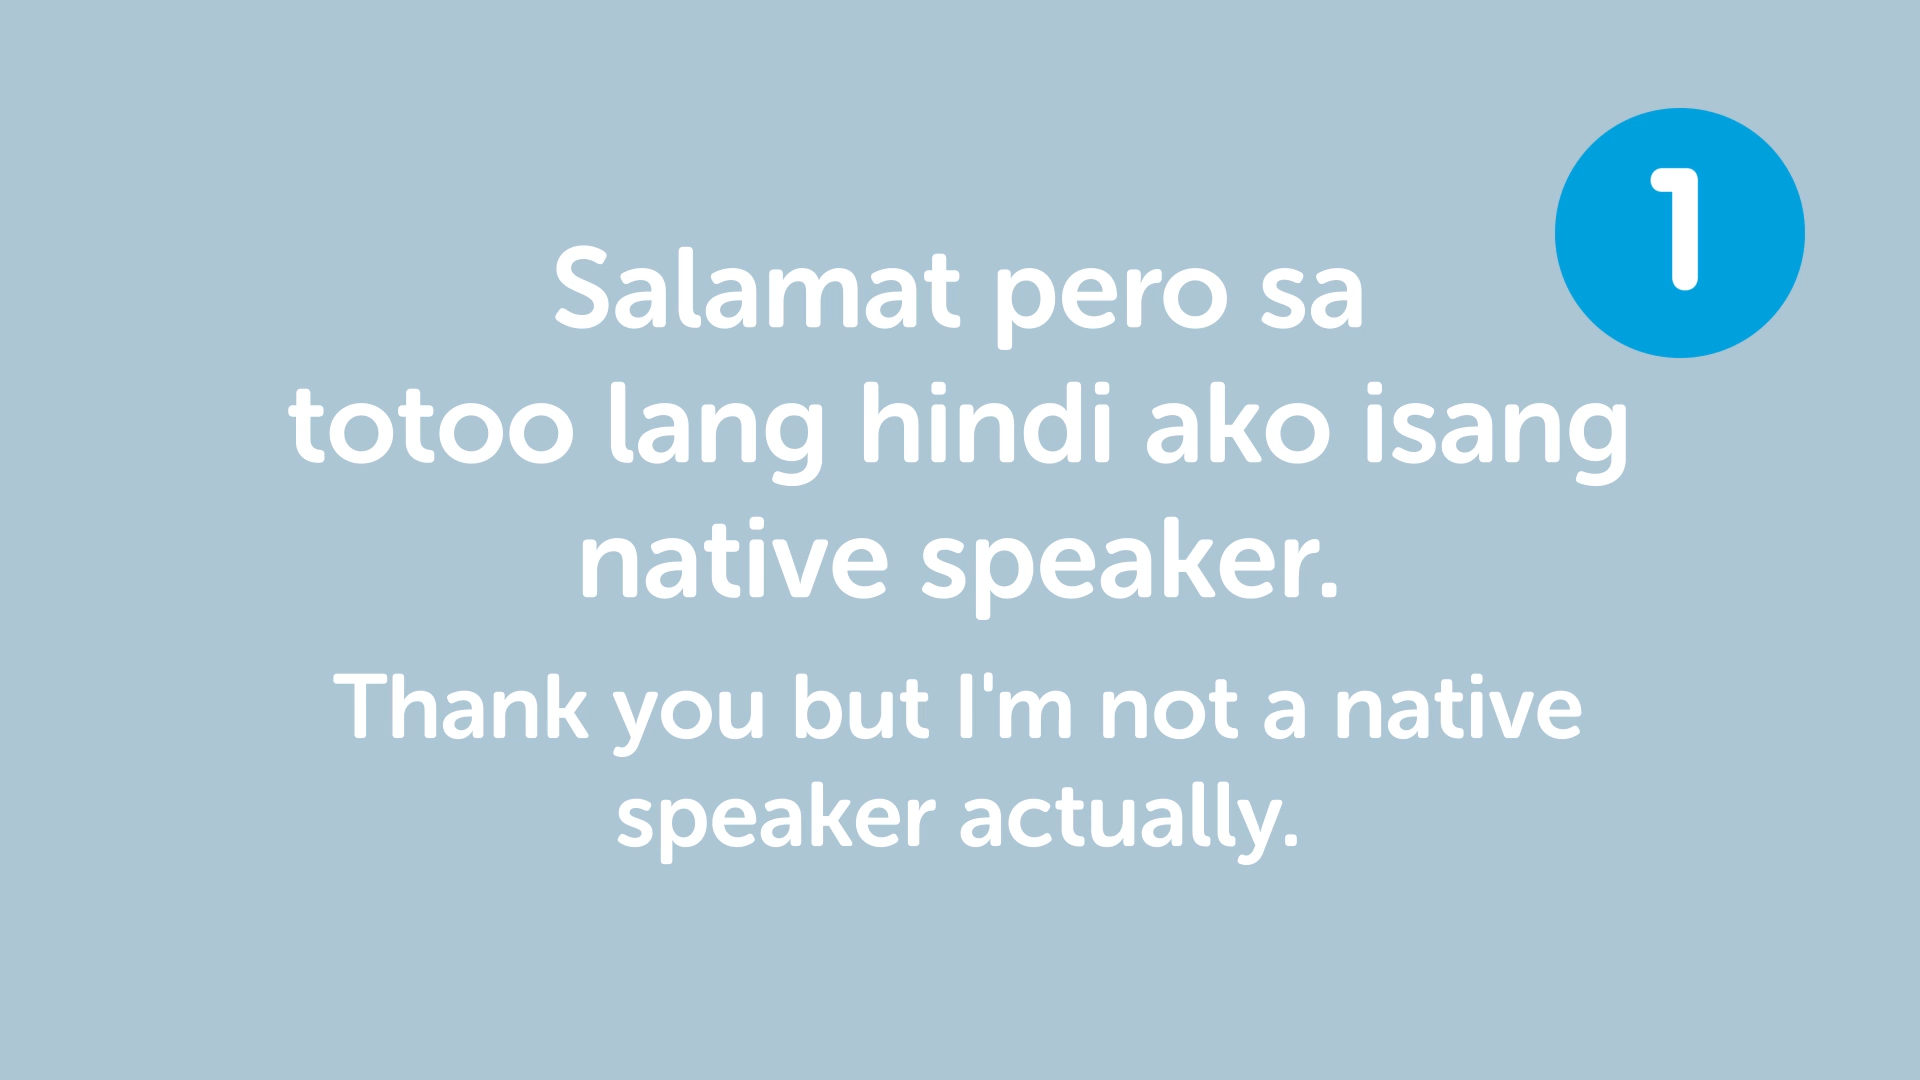 1
Salamat pero sa
totoo lang hindi ako isang
native speaker.
Thank you but I'm not a native
speaker actually.